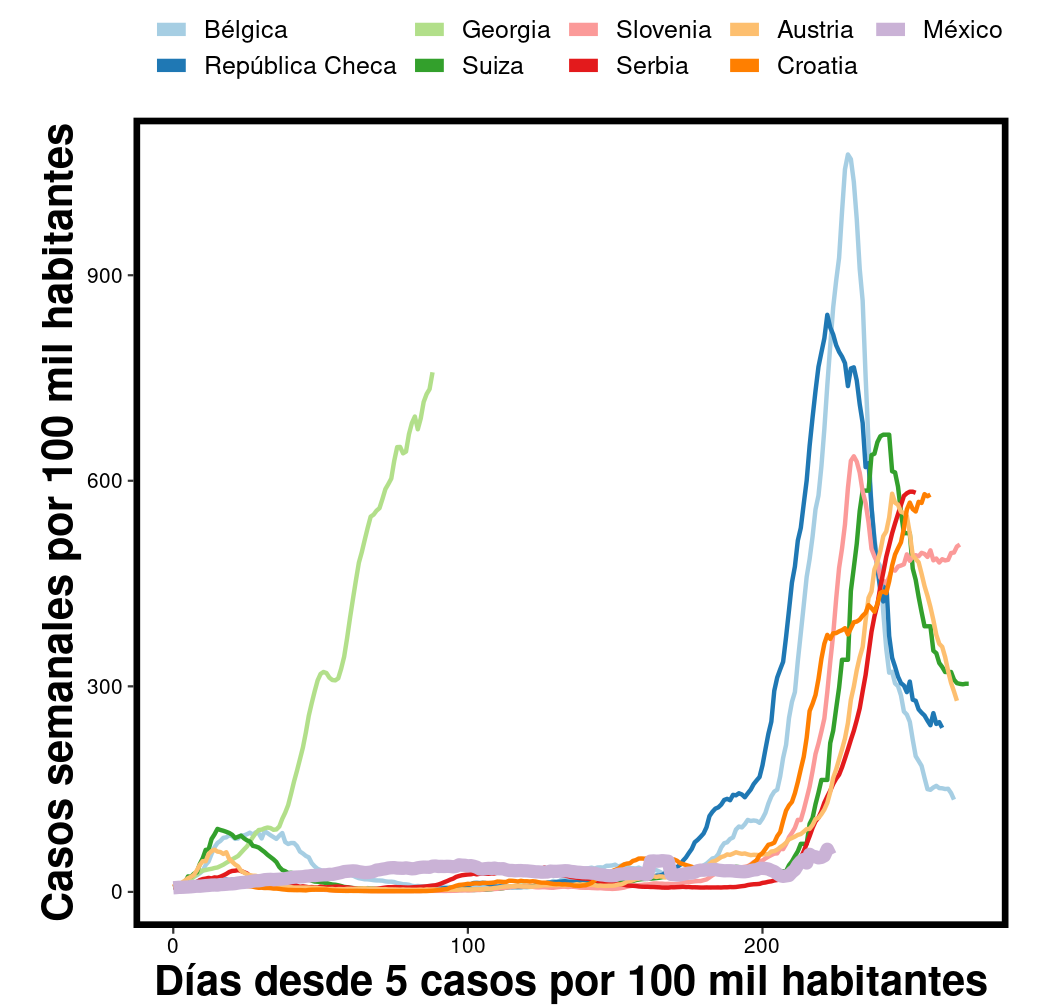 Bélgica Georgia Slovenia Austria México
República Checa Suiza Serbia Croatia
Casos semanales por 100 mil habitantes
900
600
300
0
0 100 200
Días desde 5 casos por 100 mil habitantes